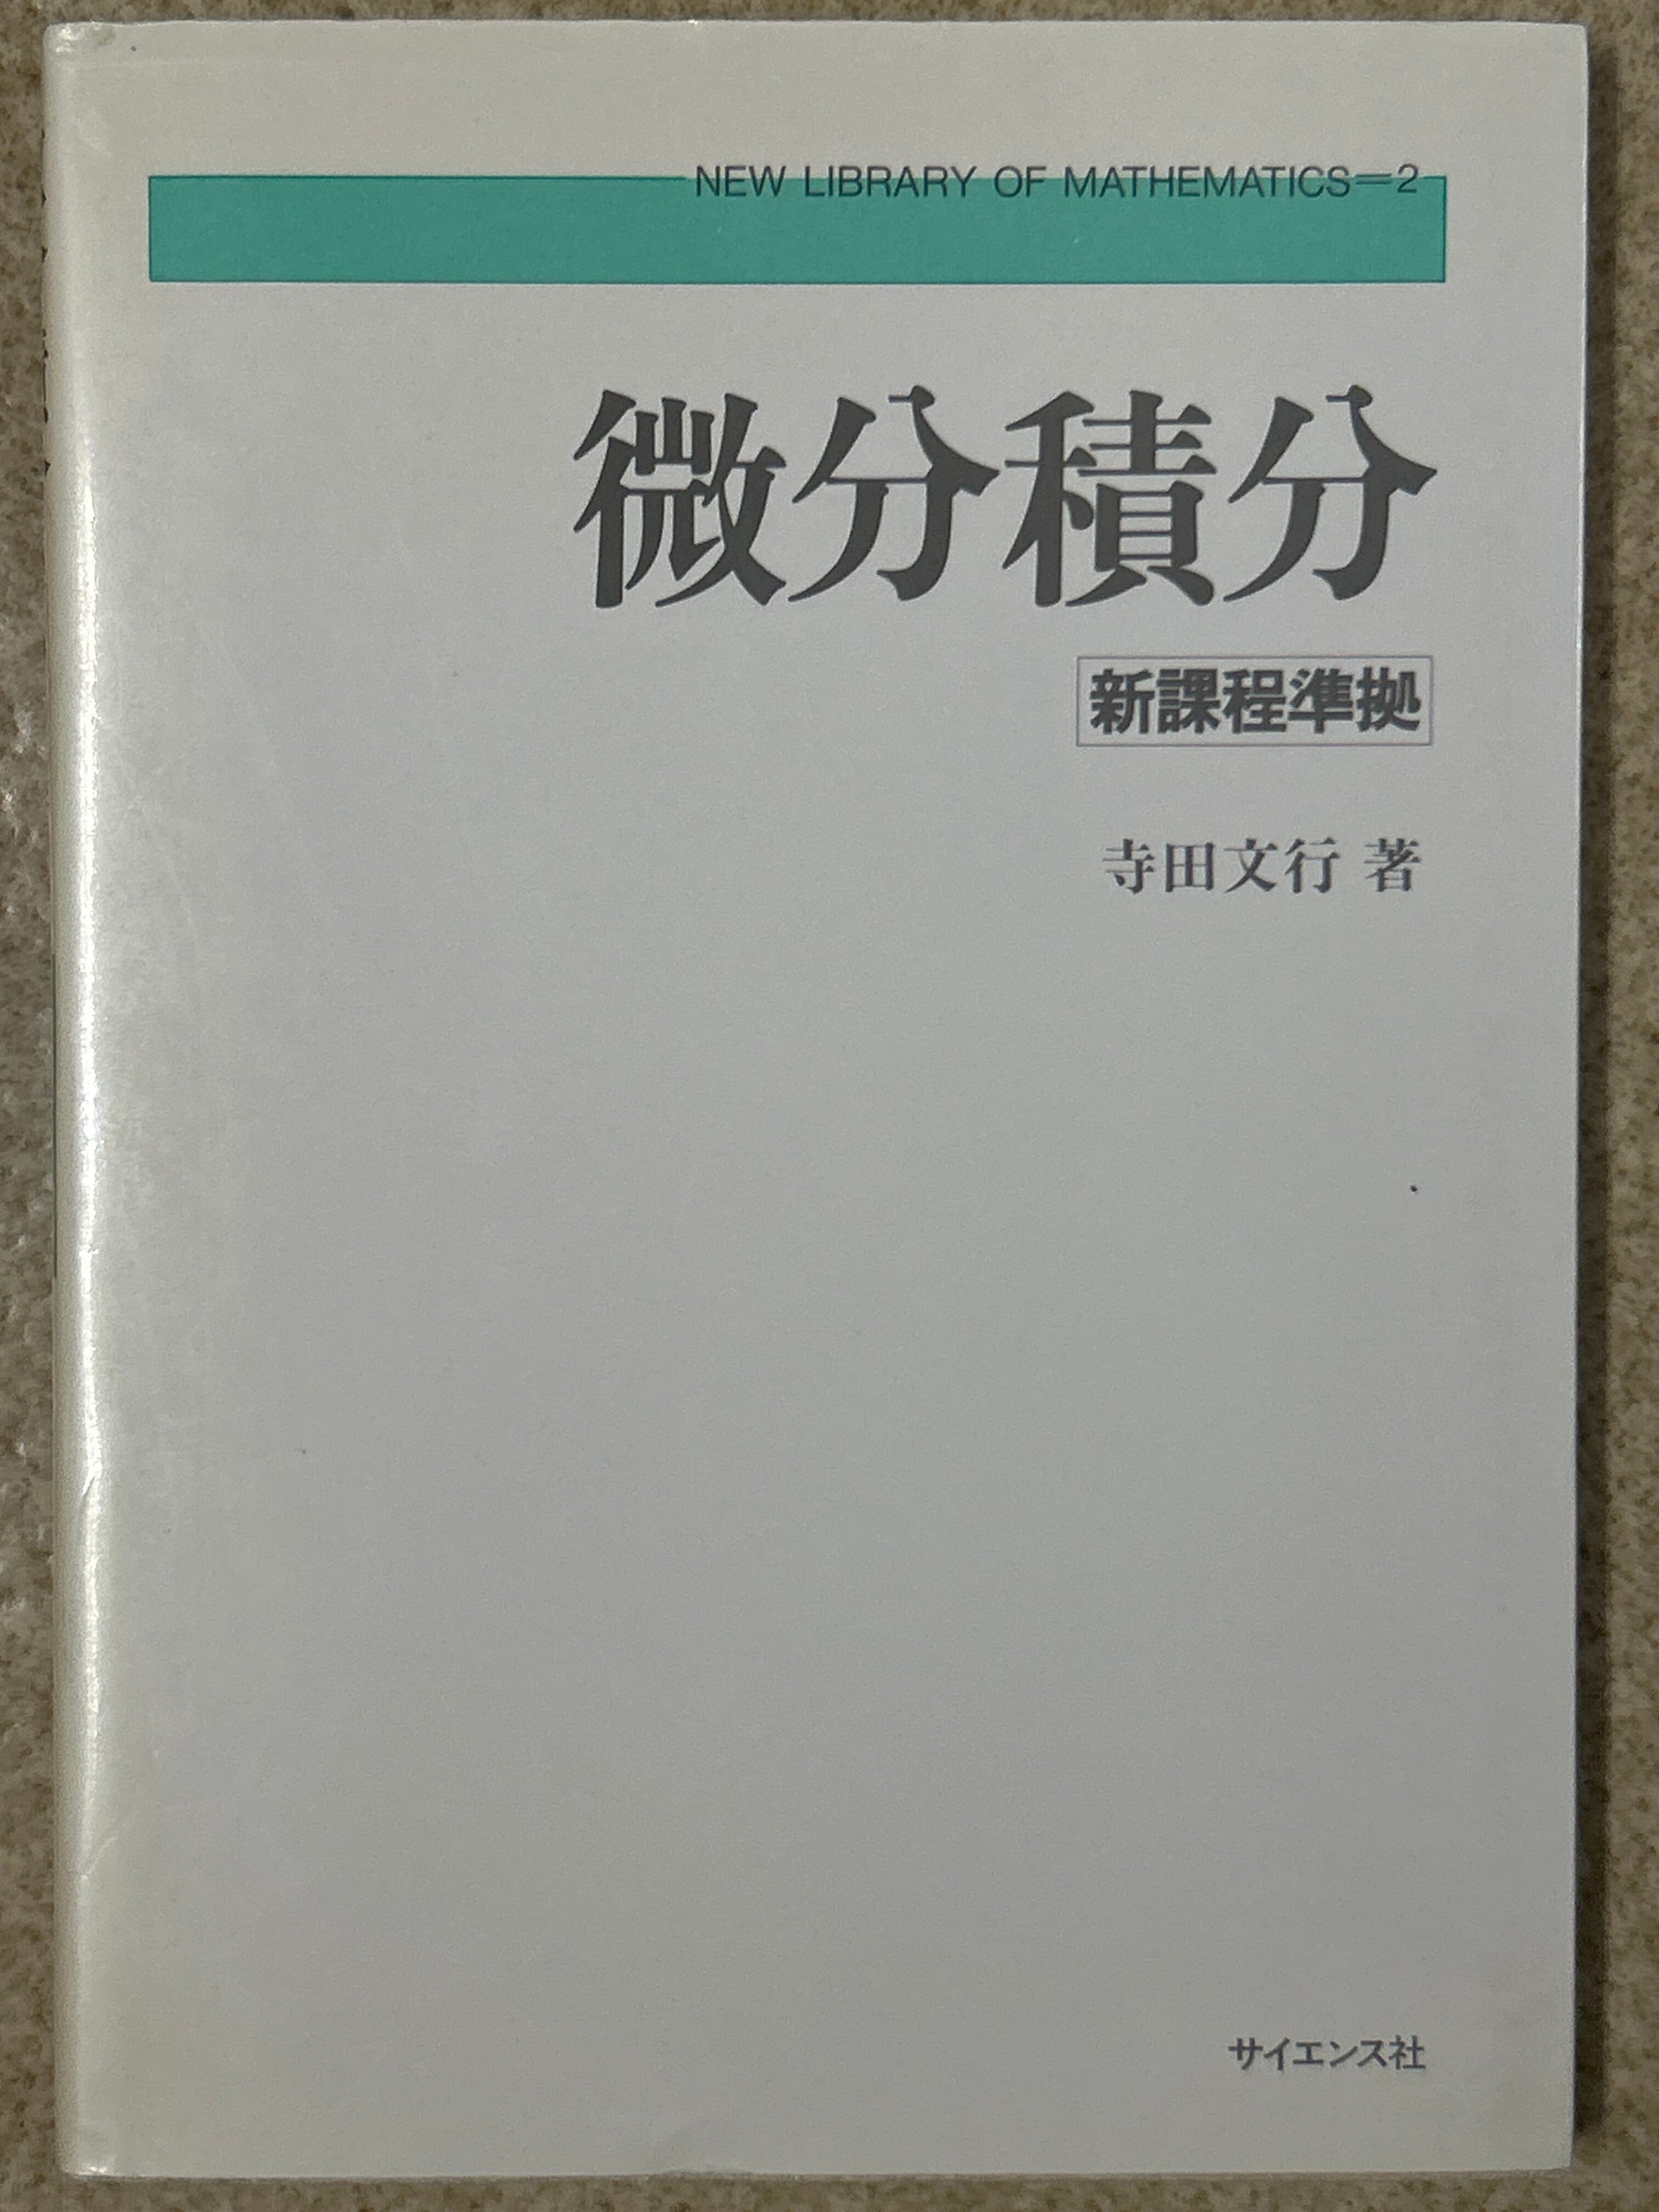 NEW LIBRARY OF MATHEMATICS=2
微分積分
新課程準拠
寺田文行 著
サイエンス社